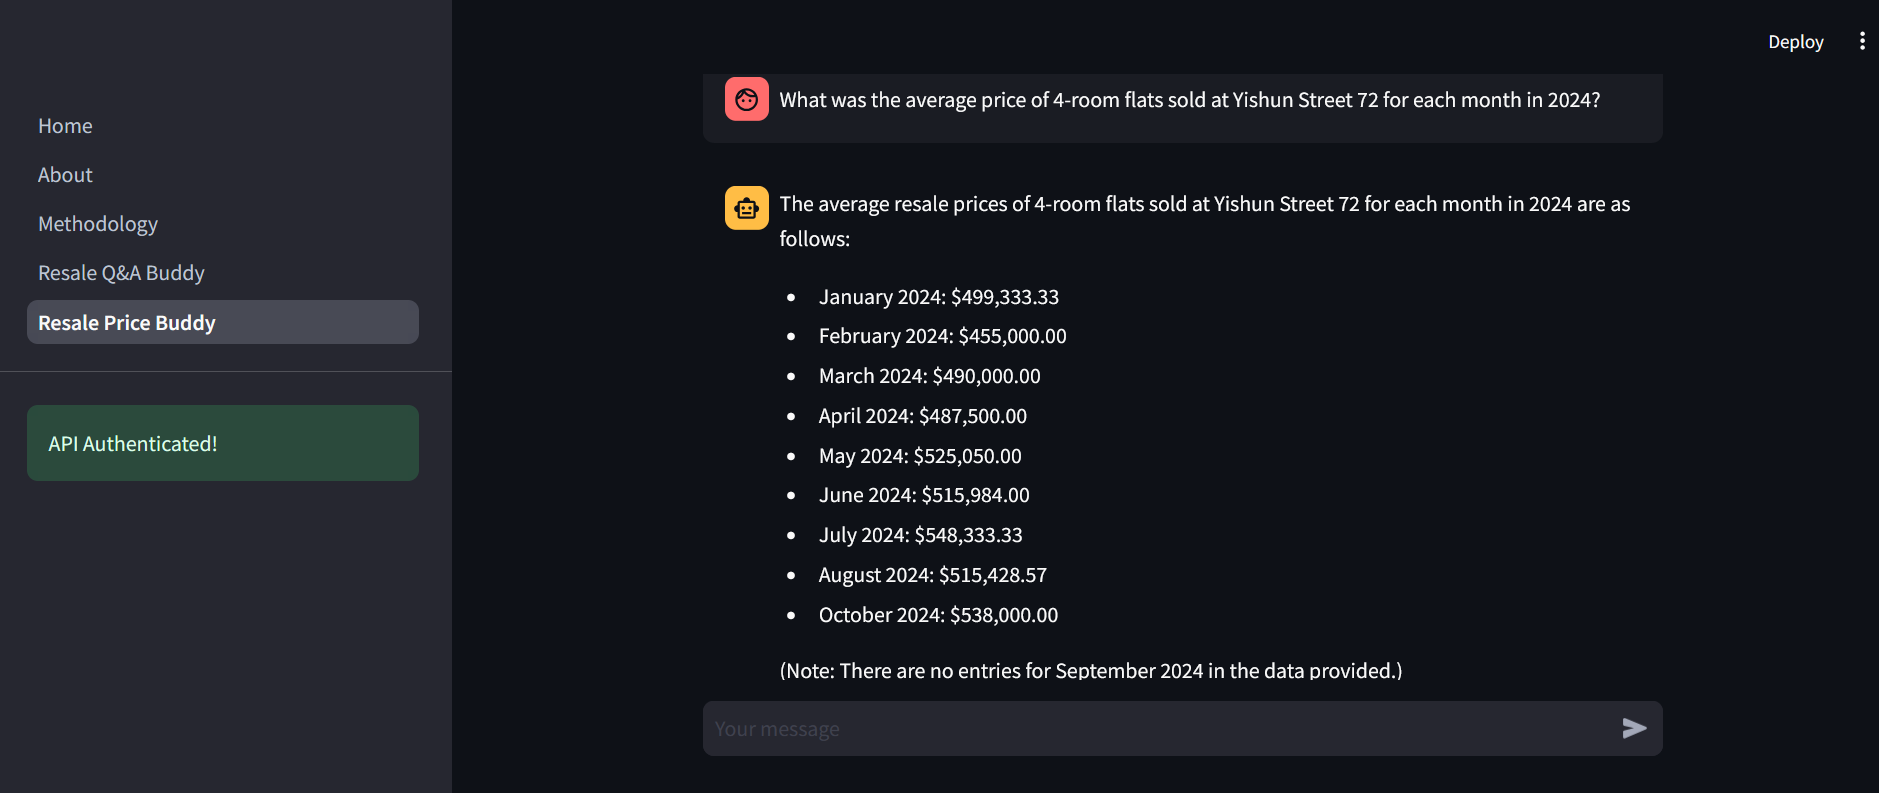 Deploy
Home
About
Methodology
Resale Q&A Buddy
Resale Price Buddy
API Authenticated!
What was the average price of 4-room flats sold at Yishun Street 72 for each month in 2024?
The average resale prices of 4-room flats sold at Yishun Street 72 for each month in 2024 are as
follows:
• January 2024: $499,333.33
• February 2024: $455,000.00
• March 2024: $490,000.00
• April 2024: $487,500.00
• May 2024: $525,050.00
• June 2024: $515,984.00
• July 2024: $548,333.33
• August 2024: $515,428.57
• October 2024: $538,000.00
(Note: There are no entries for September 2024 in the data provided.)
Your message